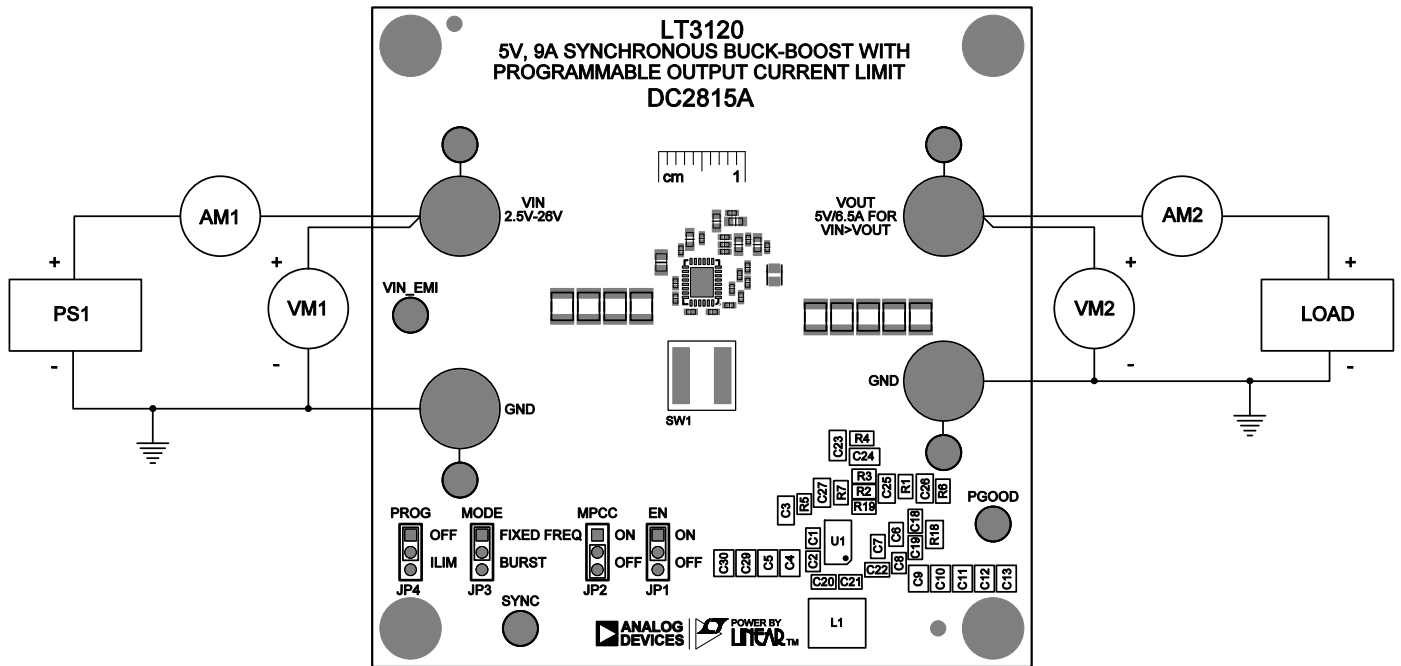 LT3120
5V, 9A SYNCHRONOUS BUCK-BOOST WITH
PROGRAMMABLE OUTPUT CURRENT LIMIT
DC2815A
cm 1
VIN
2.5V-26V
VOUT
5V/6.5A FOR
VIN>VOUT
AM1
AM2
+
+
+
+
PS1
VM1
VIN_EMI
VM2
LOAD
-
-
-
-
GND
GND
SW1
C23
R4
C24
R3
R2
R19
C3
R5
C27
R7
C25
R1
C26
R6
PGOOD
PROG
OFF
ILIM
JP4
MODE
FIXED FREQ
BURST
JP3
MPCC
ON
OFF
JP2
EN
ON
OFF
JP1
C30
C29
C5
C4
C1
C2
U1
C7
C6
C18
C19
R18
C8
C22
C20
C21
C9
C10
C11
C12
C13
SYNC
ANALOG
DEVICES
POWER BY
LINEAR™
L1